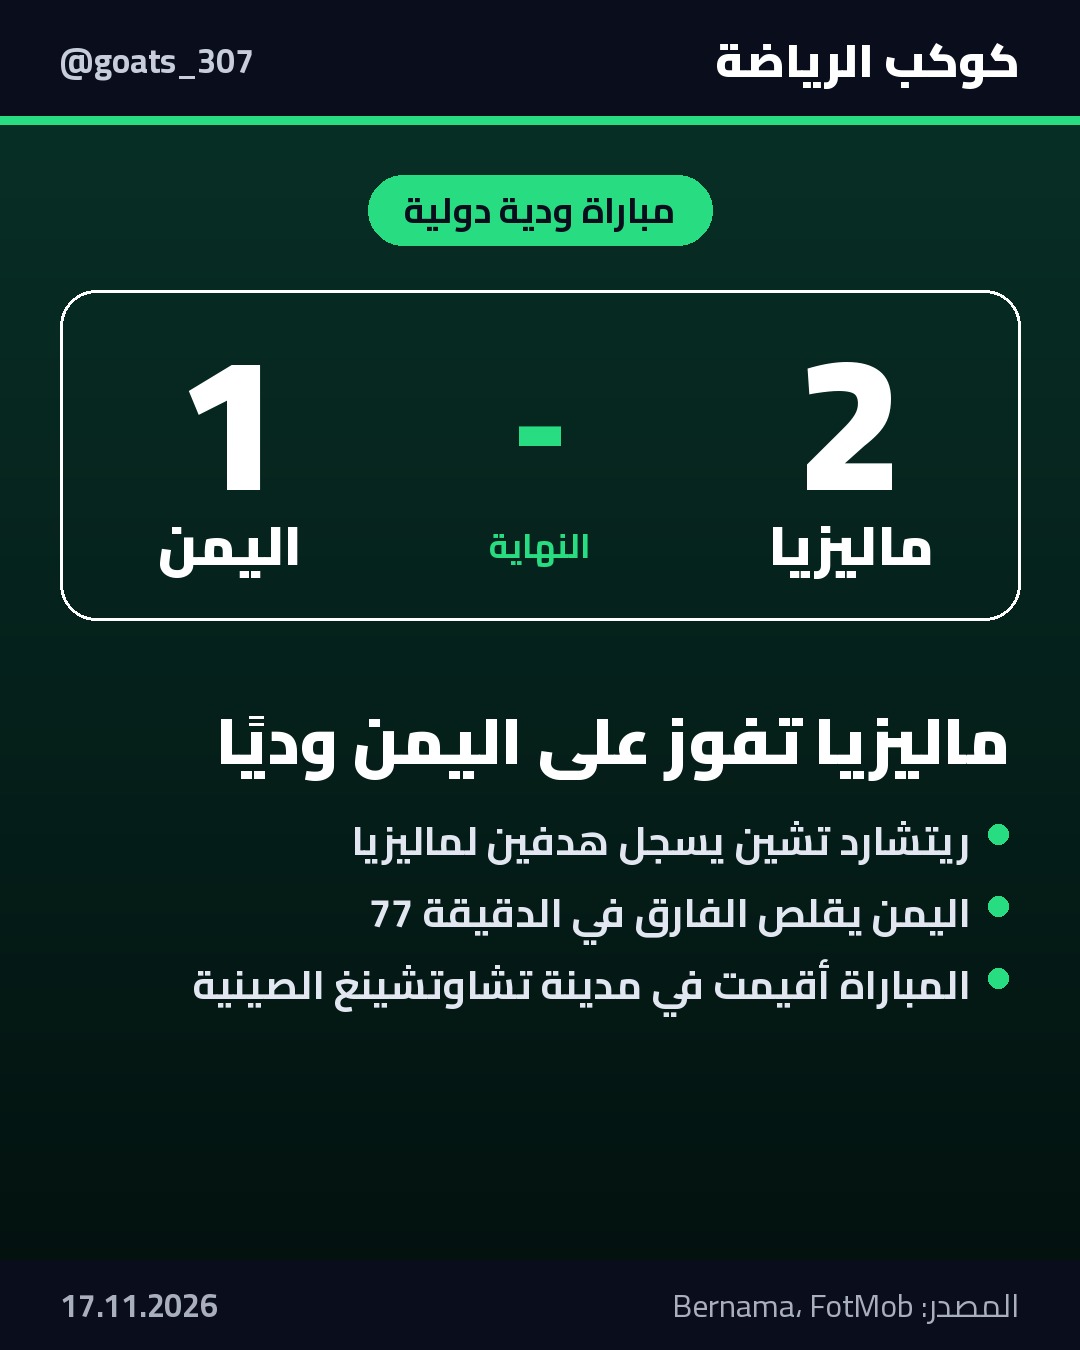 كوكب الرياضة
@goats_307
مباراة ودية دولية
2 - 1
ماليزيا النهاية اليمن
ماليزيا تفوز على اليمن وديًا
ريتشارد تشين يسجل هدفين لماليزيا
اليمن يقلص الفارق في الدقيقة 77
المباراة أقيمت في مدينة تشاوتشينغ الصينية
المصدر: Bernama، FotMob
17.11.2026